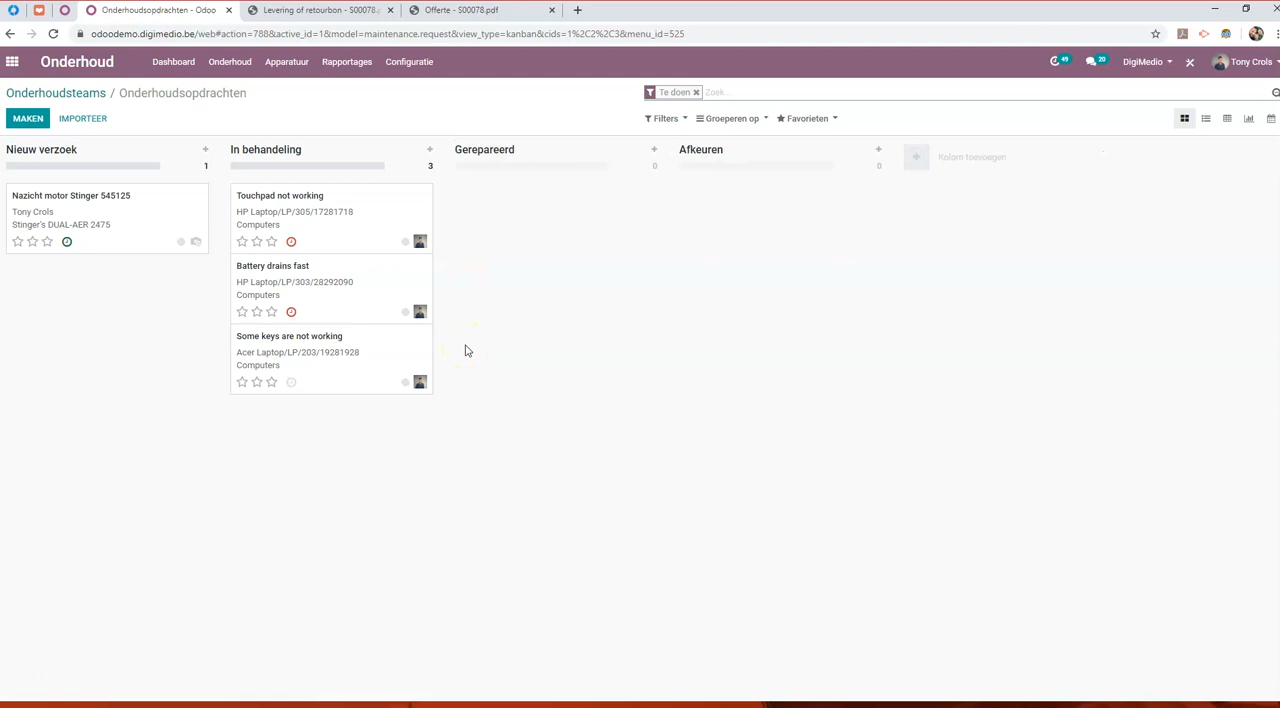 Onderhoudsopdrachten - Odoo
Levering of retourbon - S00078.p
Offerte - S00078.pdf
odoodemo.digimedio.be/web#action=788&active_id=1&model=maintenance.request&view_type=kanban&cids=1%2C2%2C3&menu_id=525
Onderhoud Dashboard Onderhoud Apparatuur Rapportages Configuratie 49 20 DigiMedio Tony Crols
Onderhoudsteams / Onderhoudsopdrachten
Te doen Zoek...
MAKEN IMPORTEER
Filters Groeperen op Favorieten
Nieuw verzoek
1
Nazicht motor Stinger 545125
Tony Crols
Stinger's DUAL-AER 2475
In behandeling
3
Touchpad not working
HP Laptop/LP/305/17281718
Computers
Battery drains fast
HP Laptop/LP/303/28292090
Computers
Some keys are not working
Acer Laptop/LP/203/19281928
Computers
Gerepareerd
0
Afkeuren
0
Kolom toevoegen